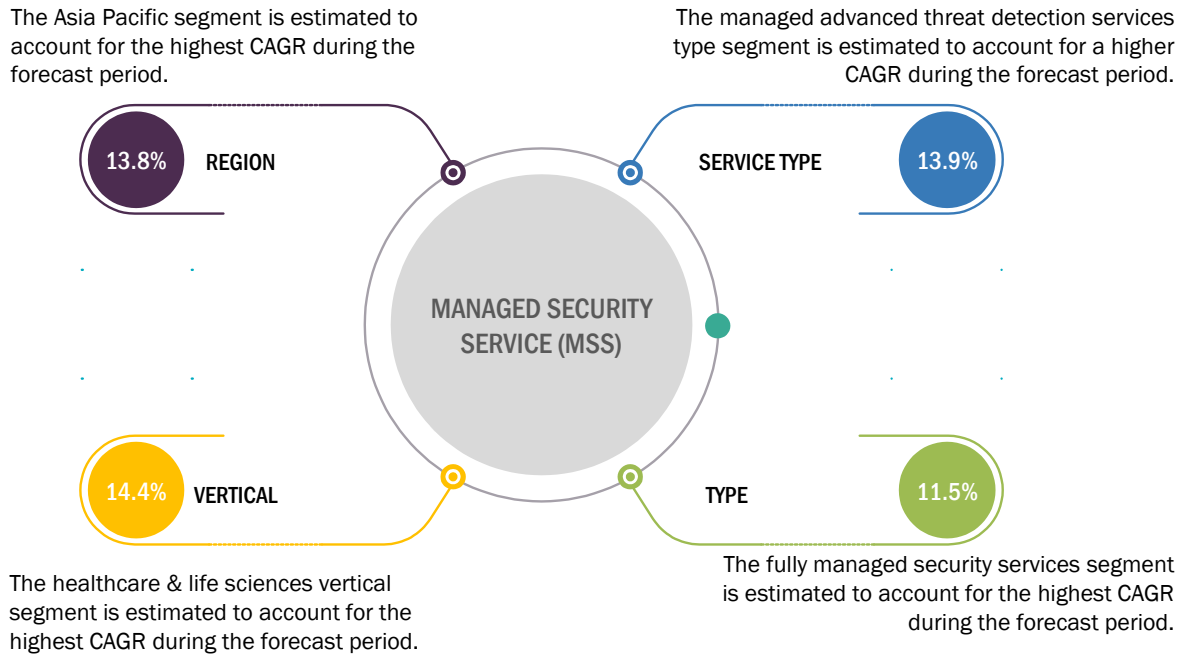 The Asia Pacific segment is estimated to
account for the highest CAGR during the
forecast period.
The managed advanced threat detection services
type segment is estimated to account for a higher
CAGR during the forecast period.
13.8%
REGION
SERVICE TYPE
13.9%
MANAGED SECURITY
SERVICE (MSS)
14.4%
VERTICAL
TYPE
11.5%
The healthcare & life sciences vertical
segment is estimated to account for the
highest CAGR during the forecast period.
The fully managed security services segment
is estimated to account for the highest CAGR
during the forecast period.